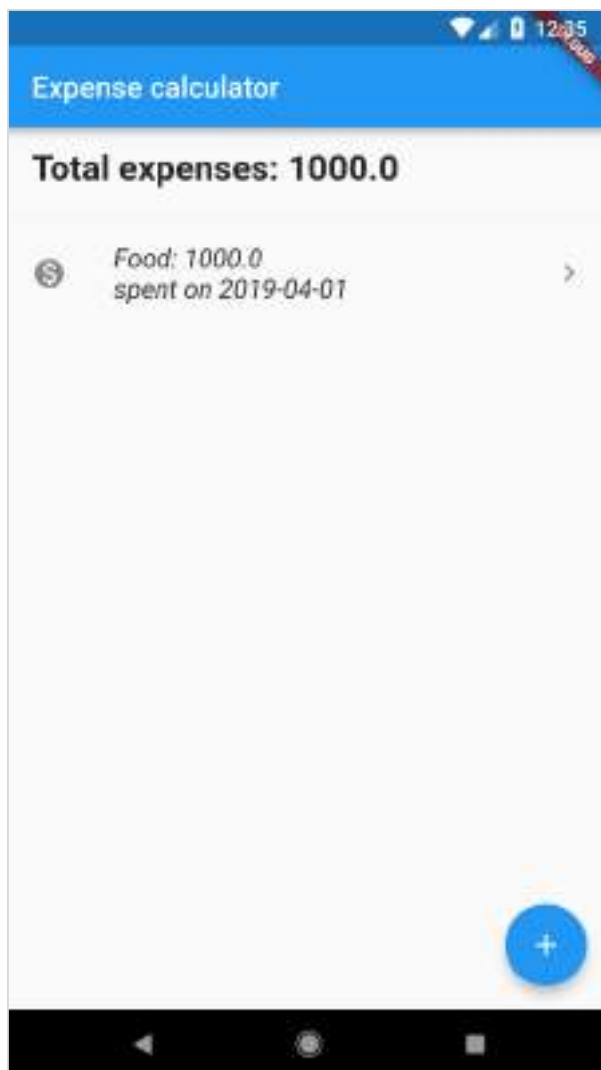 12:35
Expense calculator
Total expenses: 1000.0
Food: 1000.0
spent on 2019-04-01